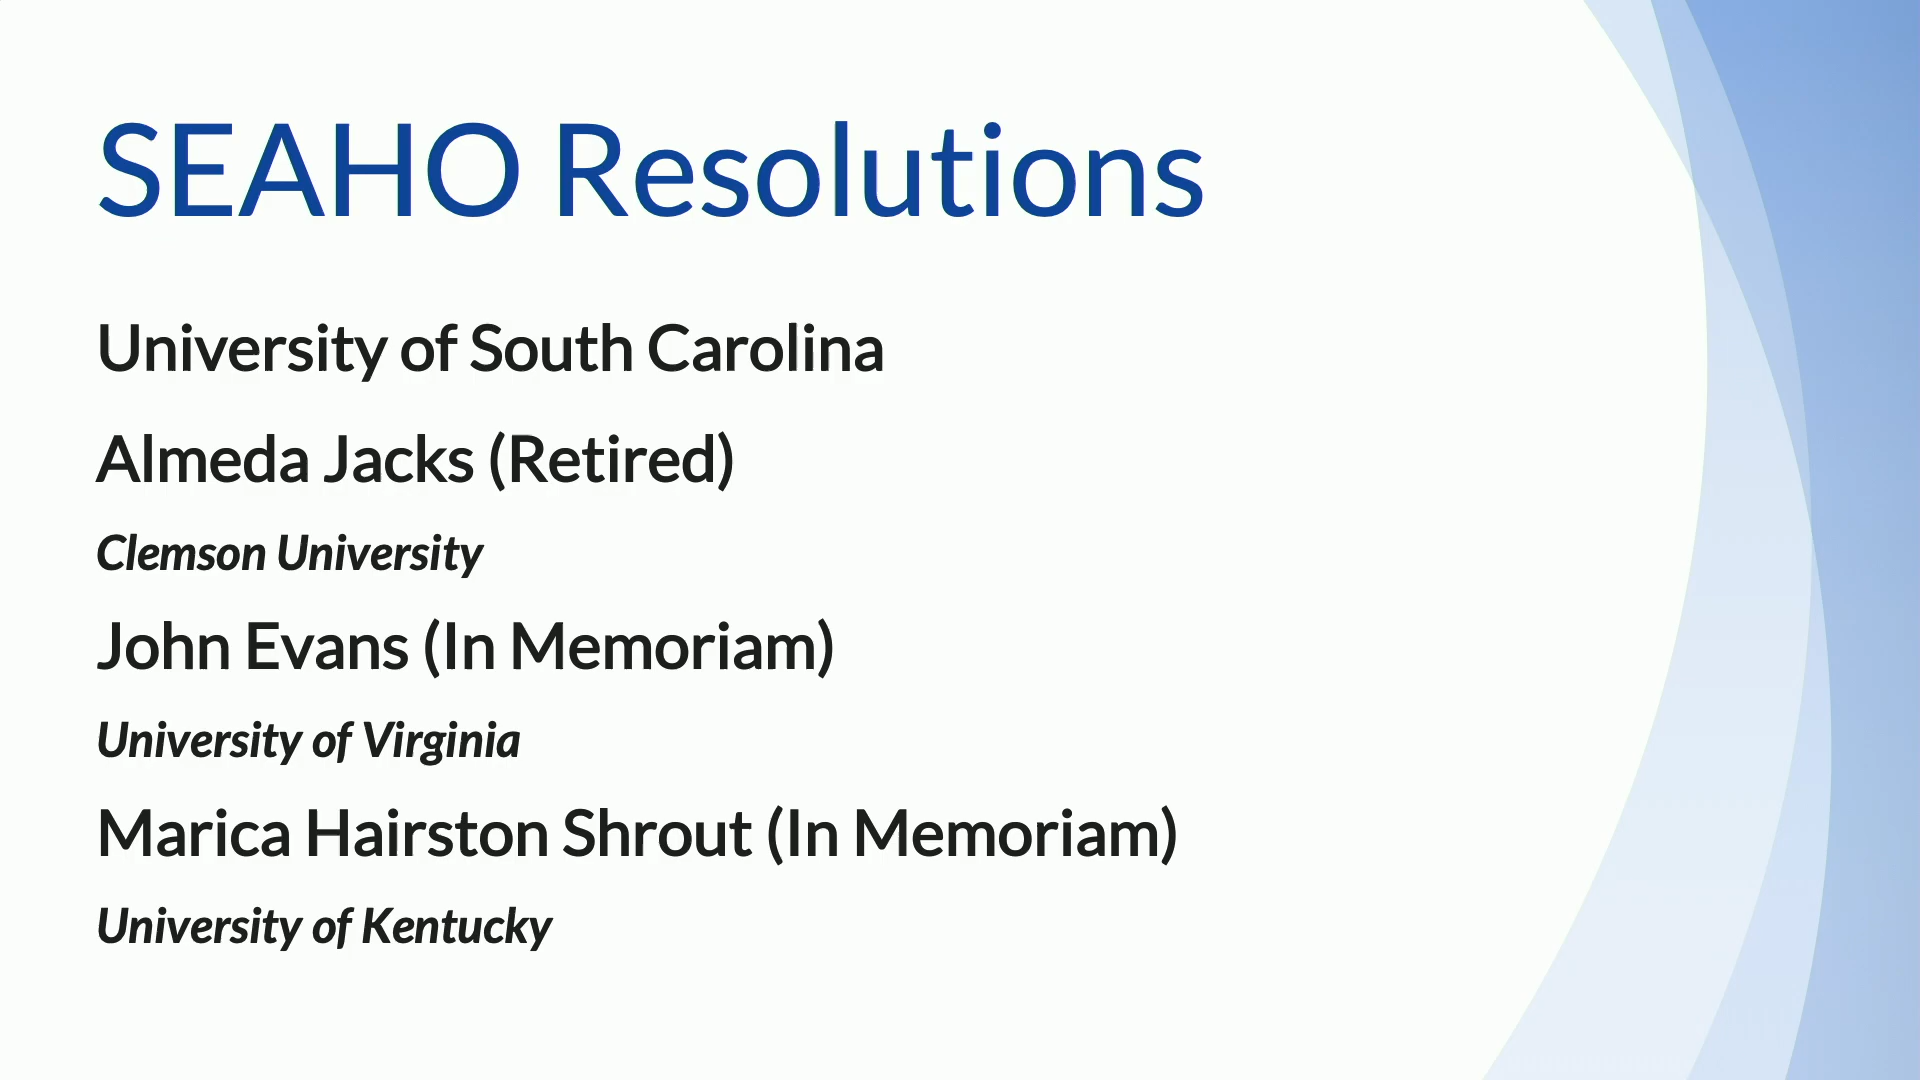 SEAHO Resolutions
University of South Carolina
Almeda Jacks (Retired)
Clemson University
John Evans (In Memoriam)
University of Virginia
Marica Hairston Shrout (In Memoriam)
University of Kentucky